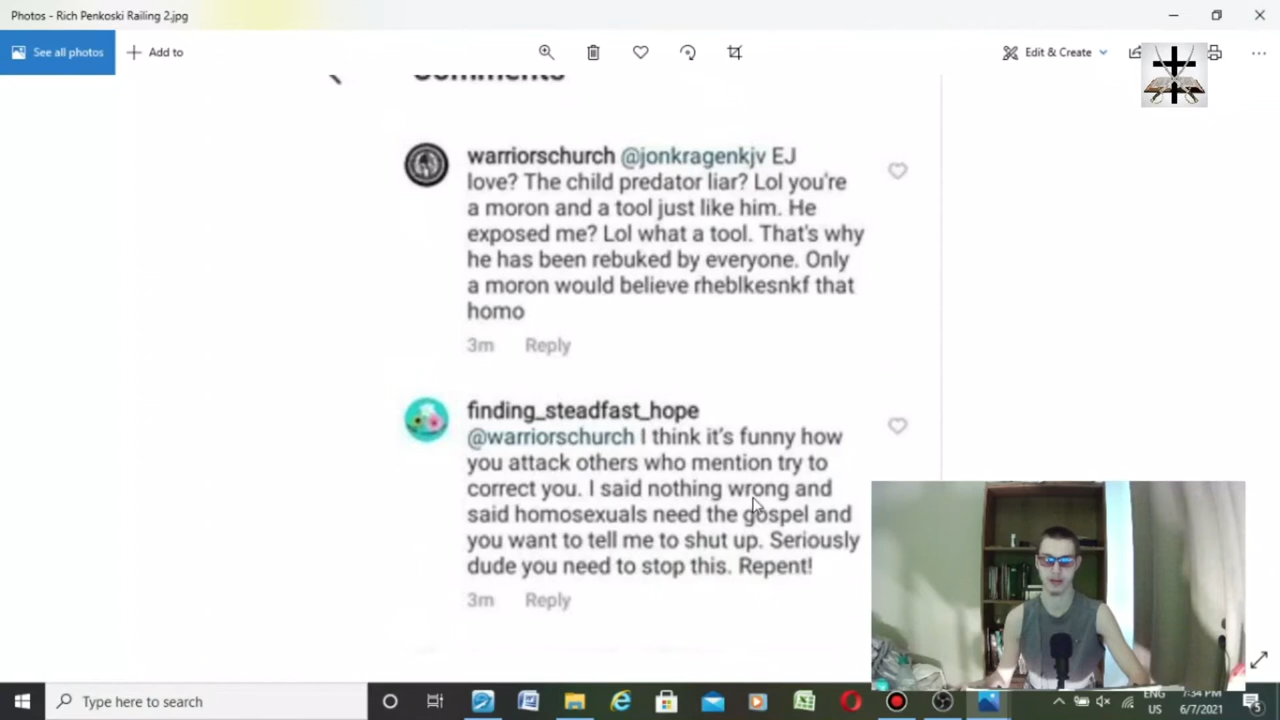 Photos - Rich Penkoski Railing 2.jpg
See all photos
Add to
Edit & Create
Comments
warriorschurch @jonkragenkjv EJ
love? The child predator liar? Lol you're
a moron and a tool just like him. He
exposed me? Lol what a tool. That's why
he has been rebuked by everyone. Only
a moron would believe rheblkesnkf that
homo
3m Reply
finding_steadfast_hope
@warriorschurch I think it's funny how
you attack others who mention try to
correct you. I said nothing wrong and
said homosexuals need the gospel and
you want to tell me to shut up. Seriously
dude you need to stop this. Repent!
3m Reply
Type here to search
ENG
US
7:34 PM
6/7/2021
5